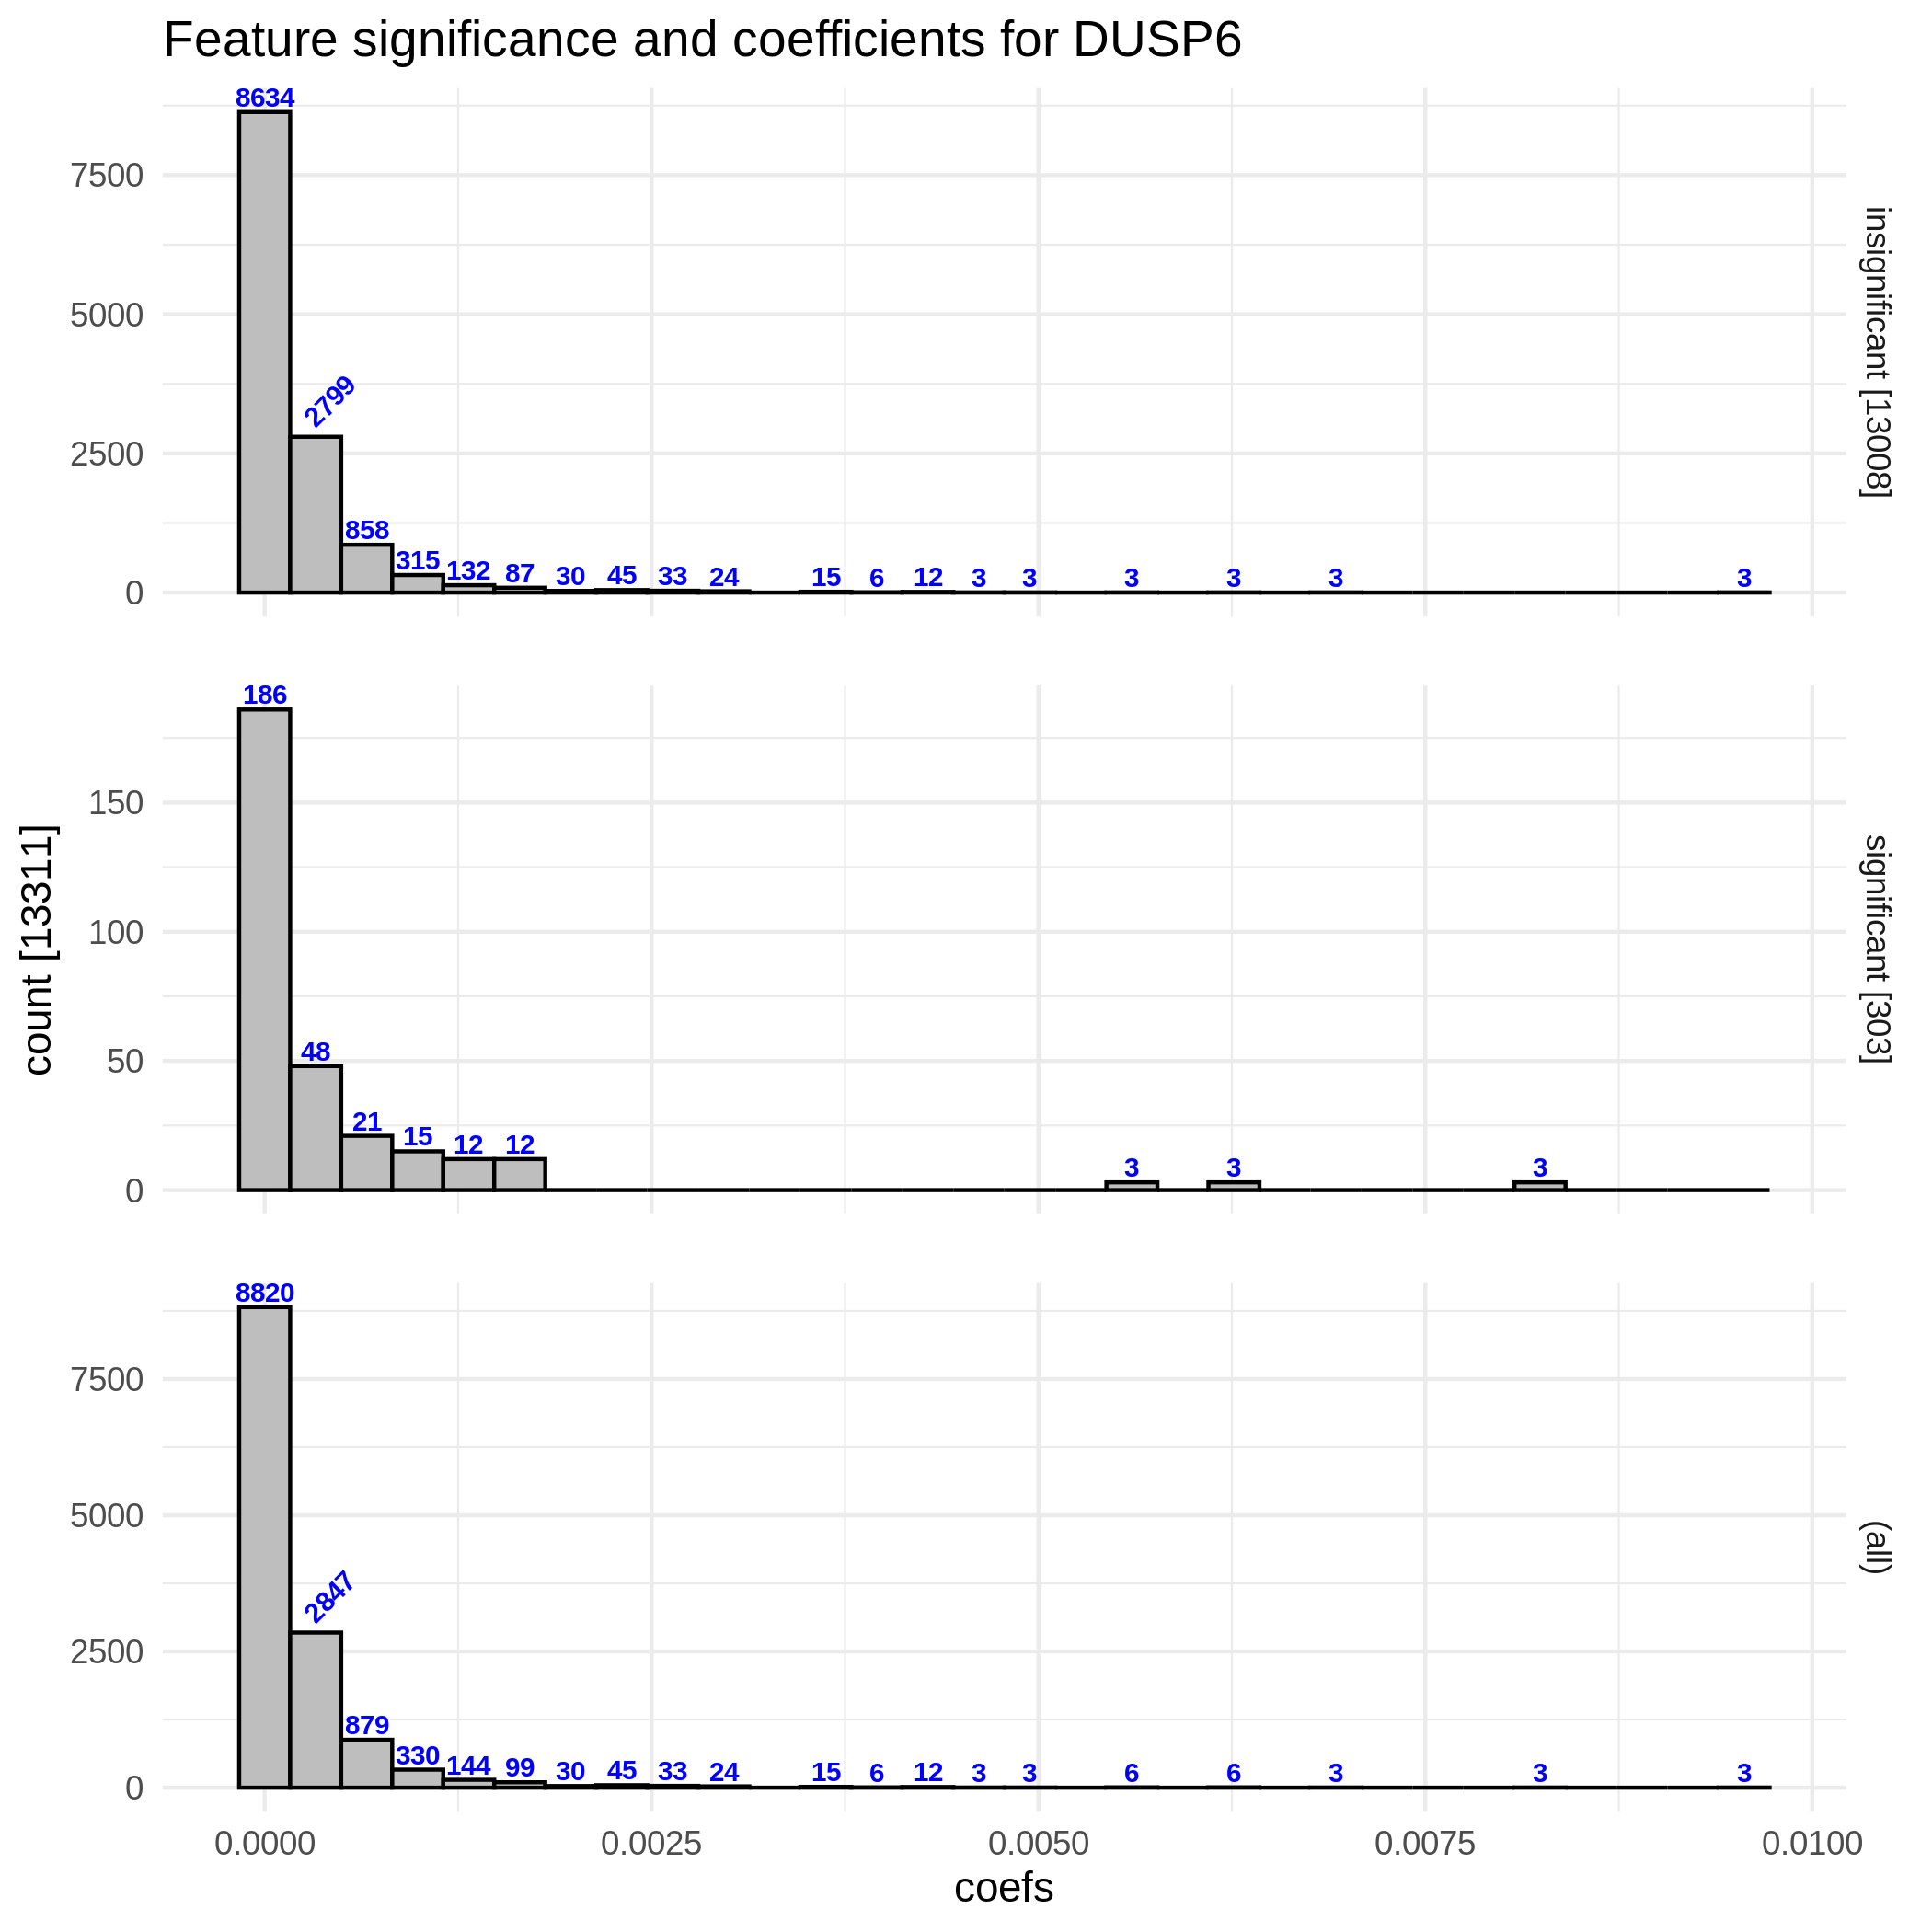 Feature significance and coefficients for DUSP6
8634
7500
5000
2799
2500
858
315 132 87 30 45 33 24 15 6 12 3 3 3 3 3 3
0
insignificant [13008]
186
150
100
50
48
21
15
12 12
3 3 3
0
significant [303]
count [13311]
8820
7500
5000
2847
2500
879
330 144 99 30 45 33 24 15 6 12 3 3 6 6 3 3 3
0
(all)
0.0000 0.0025 0.0050 0.0075 0.0100
coefs